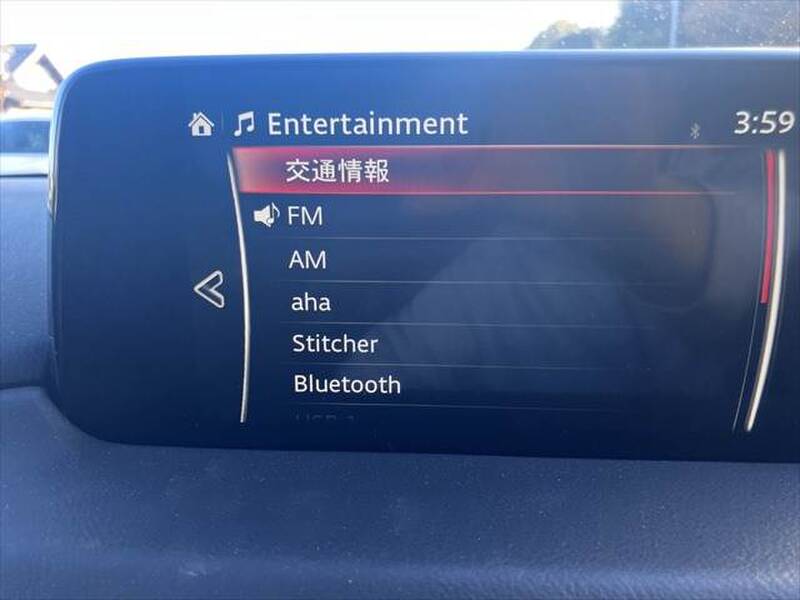 Entertainment
3:59
交通情報
FM
AM
aha
Stitcher
Bluetooth